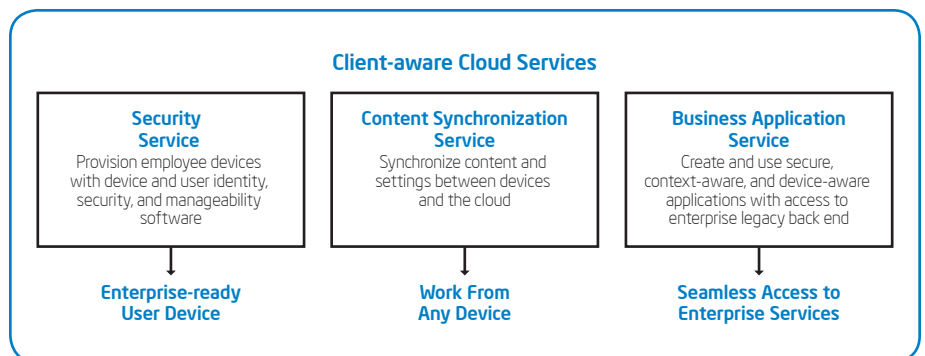 Client-aware Cloud Services
Security
Service
Provision employee devices
with device and user identity,
security, and manageability
software
Enterprise-ready
User Device
Content Synchronization
Service
Synchronize content and
settings between devices
and the cloud
Work From
Any Device
Business Application
Service
Create and use secure,
context-aware, and device-aware
applications with access to
enterprise legacy back end
Seamless Access to
Enterprise Services